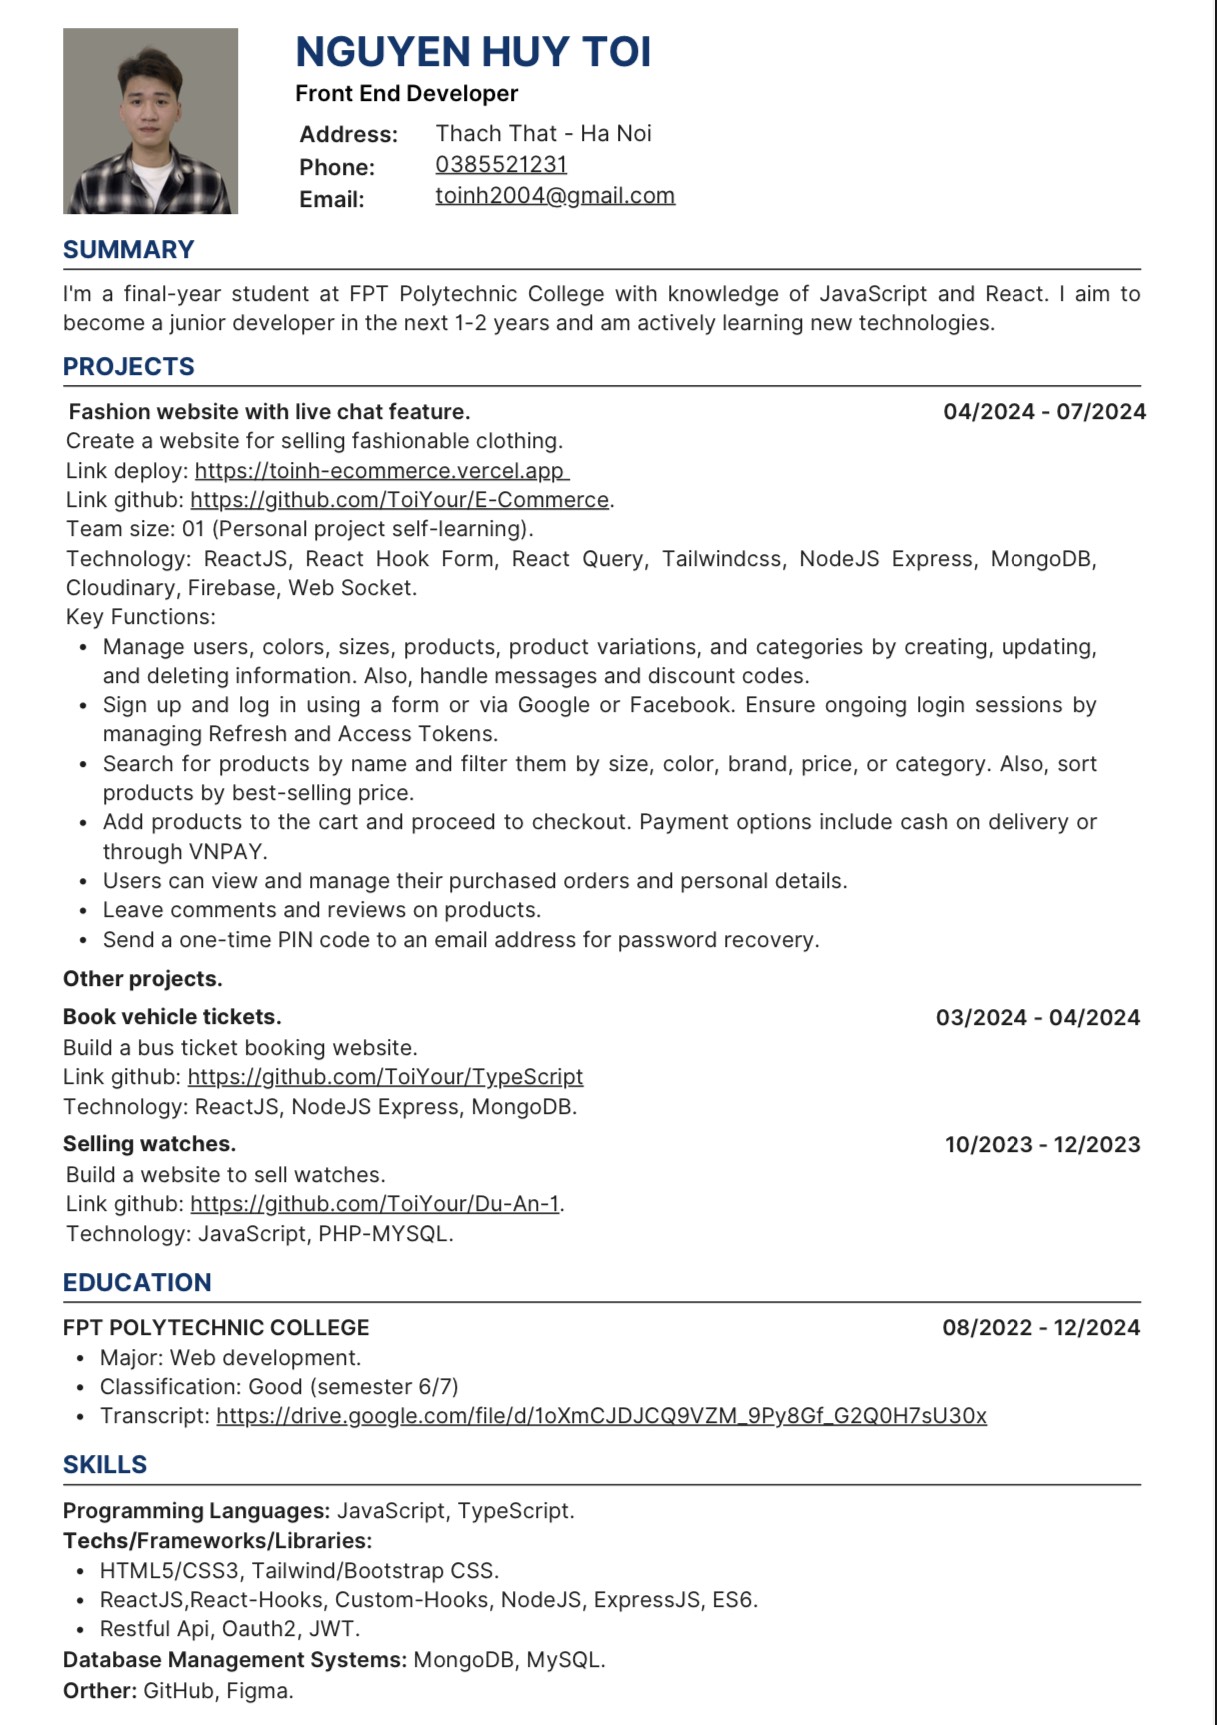 NGUYEN HUY TOI
Front End Developer
Address: Thach That - Ha Noi
Phone: 0385521231
Email: toinh2004@gmail.com
SUMMARY
I'm a final-year student at FPT Polytechnic College with knowledge of JavaScript and React. I aim to
become a junior developer in the next 1-2 years and am actively learning new technologies.
PROJECTS
Fashion website with live chat feature. 04/2024 - 07/2024
Create a website for selling fashionable clothing.
Link deploy: https://toinh-ecommerce.vercel.app
Link github: https://github.com/ToiYour/E-Commerce.
Team size: 01 (Personal project self-learning).
Technology: ReactJS, React Hook Form, React Query, Tailwindcss, NodeJS Express, MongoDB,
Cloudinary, Firebase, Web Socket.
Key Functions:
• Manage users, colors, sizes, products, product variations, and categories by creating, updating,
and deleting information. Also, handle messages and discount codes.
• Sign up and log in using a form or via Google or Facebook. Ensure ongoing login sessions by
managing Refresh and Access Tokens.
• Search for products by name and filter them by size, color, brand, price, or category. Also, sort
products by best-selling price.
• Add products to the cart and proceed to checkout. Payment options include cash on delivery or
through VNPAY.
• Users can view and manage their purchased orders and personal details.
• Leave comments and reviews on products.
• Send a one-time PIN code to an email address for password recovery.
Other projects.
Book vehicle tickets. 03/2024 - 04/2024
Build a bus ticket booking website.
Link github: https://github.com/ToiYour/TypeScript
Technology: ReactJS, NodeJS Express, MongoDB.
Selling watches. 10/2023 - 12/2023
Build a website to sell watches.
Link github: https://github.com/ToiYour/Du-An-1.
Technology: JavaScript, PHP-MYSQL.
EDUCATION
FPT POLYTECHNIC COLLEGE 08/2022 - 12/2024
• Major: Web development.
• Classification: Good (semester 6/7)
• Transcript: https://drive.google.com/file/d/1oXmCJDJCQ9VZM_9Py8Gf_G2Q0H7sU30x
SKILLS
Programming Languages: JavaScript, TypeScript.
Techs/Frameworks/Libraries:
• HTML5/CSS3, Tailwind/Bootstrap CSS.
• ReactJS,React-Hooks, Custom-Hooks, NodeJS, ExpressJS, ES6.
• Restful Api, Oauth2, JWT.
Database Management Systems: MongoDB, MySQL.
Orther: GitHub, Figma.